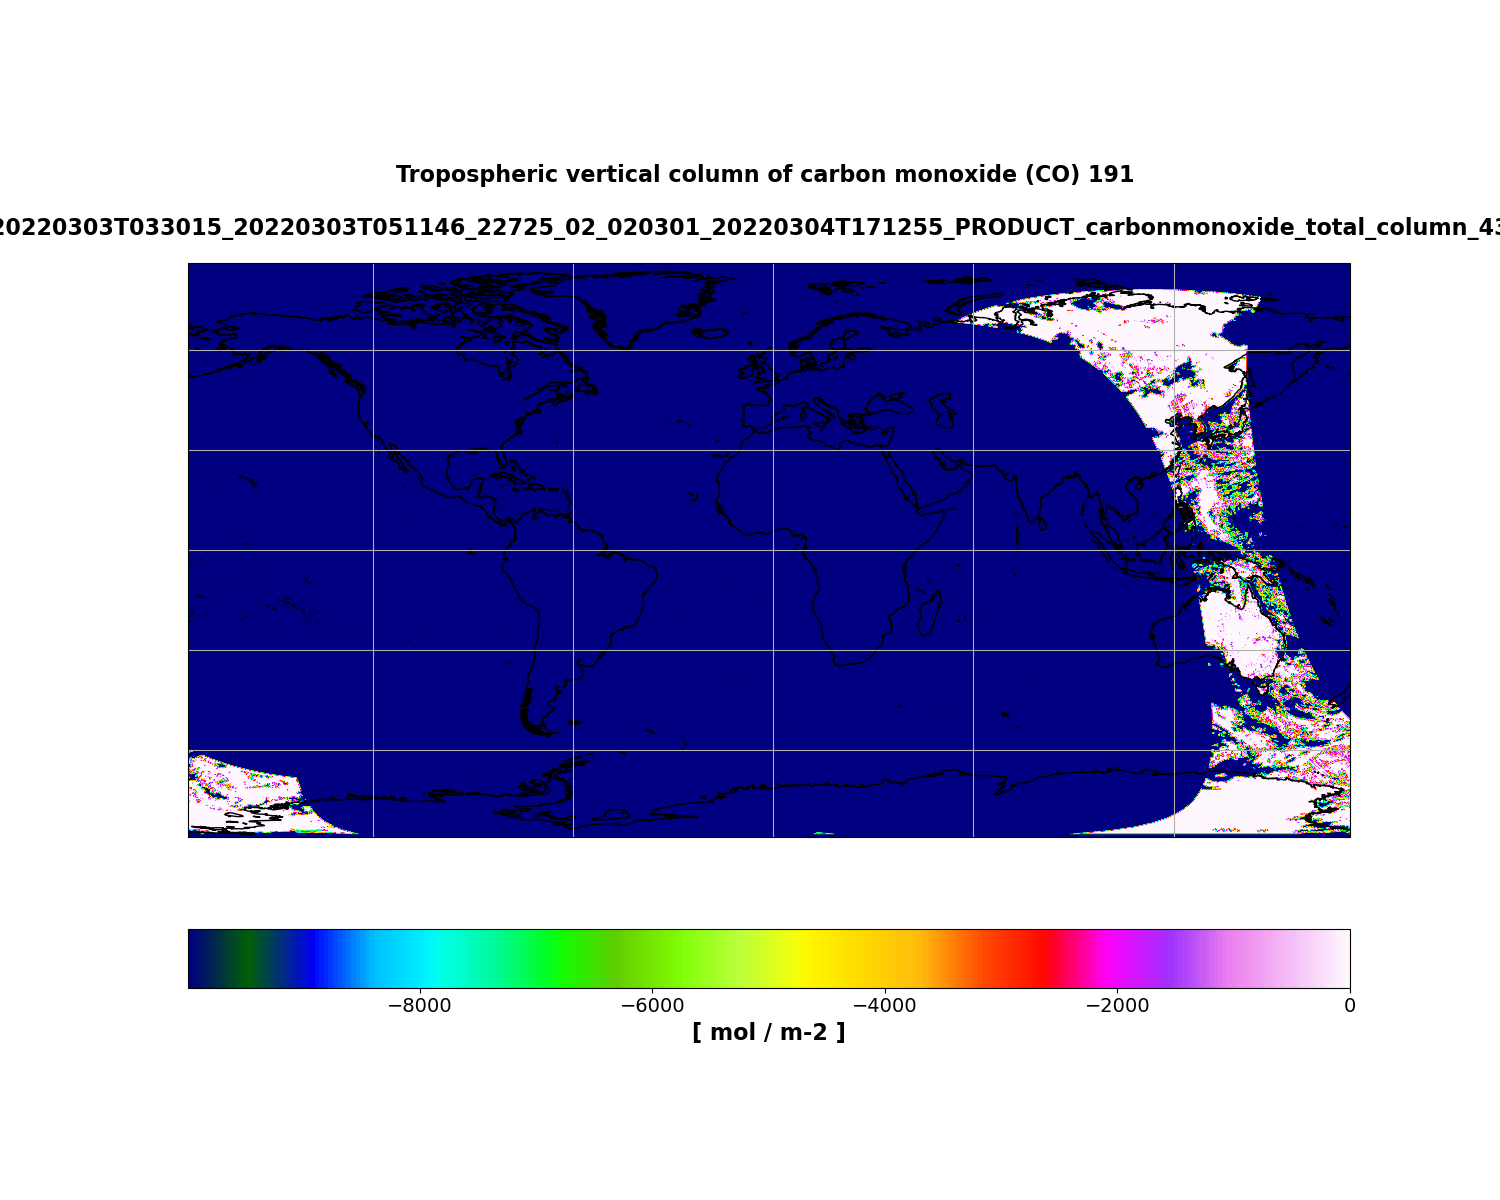 Tropospheric vertical column of carbon monoxide (CO) 191
20220303T033015_20220303T051146_22725_02_020301_20220304T171255_PRODUCT_carbonmonoxide_total_column_43
−8000 −6000 −4000 −2000 0
[ mol / m-2 ]